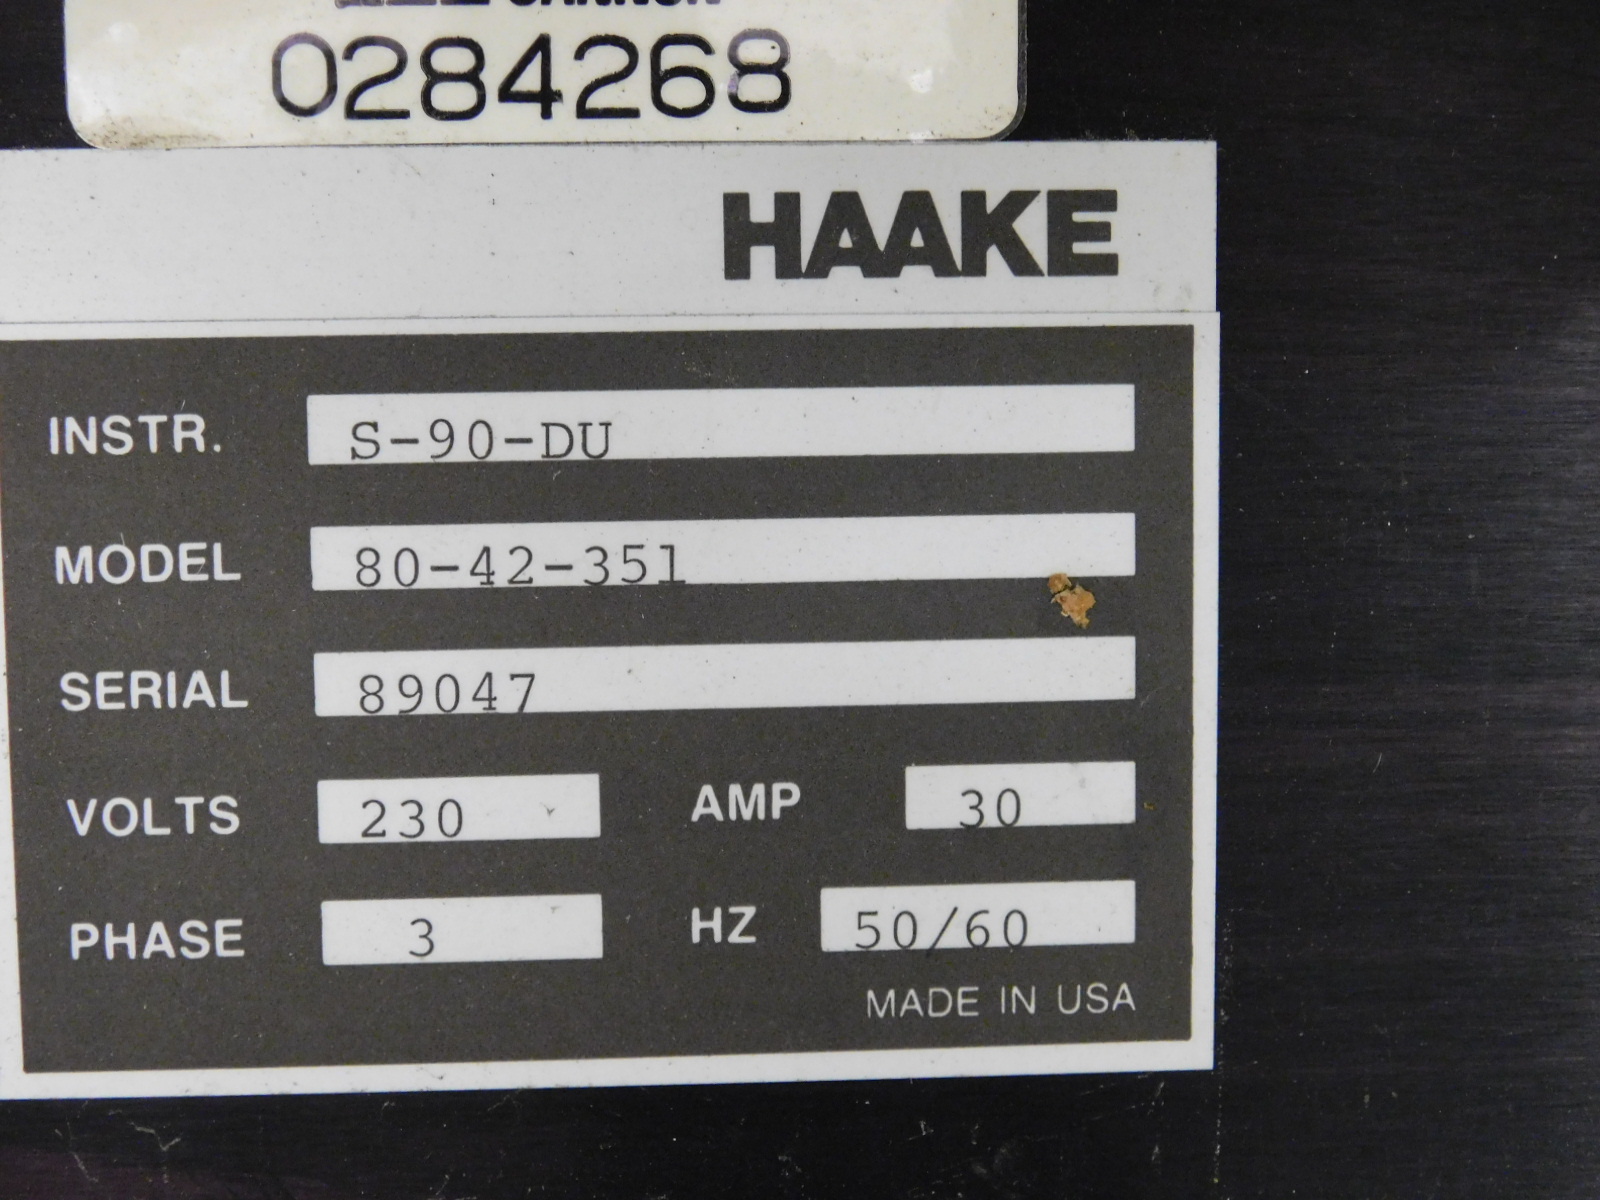 0284268
HAAKE
INSTR. S-90-DU
MODEL 80-42-351
SERIAL 89047
VOLTS 230 AMP 30
PHASE 3 HZ 50/60
MADE IN USA